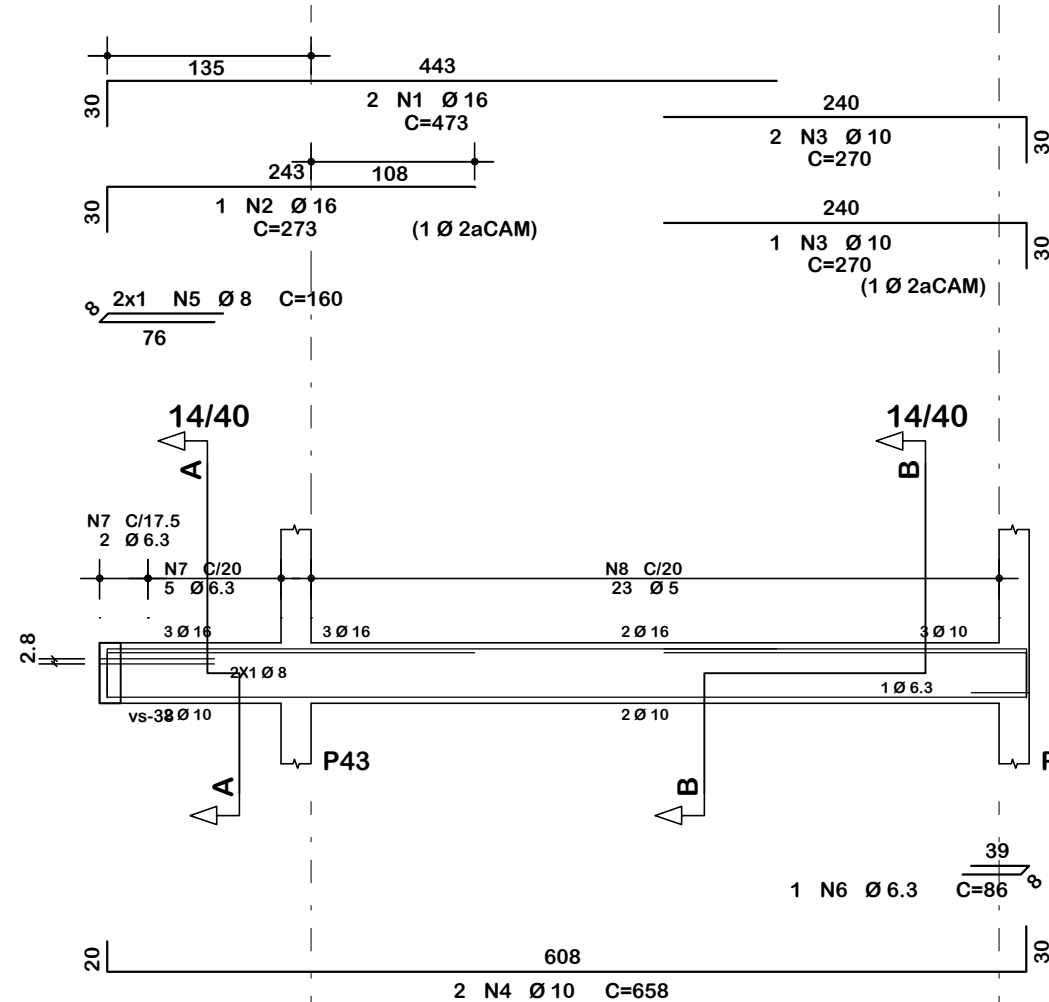 135
443
30
2 N1 Ø 16
C=473
240
2 N3 Ø 10
C=270
30
243
108
30
1 N2 Ø 16
C=273
(1 Ø 2aCAM)
240
1 N3 Ø 10
C=270
(1 Ø 2aCAM)
30
8
2x1 N5 Ø 8 C=160
76
14/40
14/40
A
B
N7 C/17.5
2 Ø 6.3
N7 C/20
5 Ø 6.3
N8 C/20
23 Ø 5
3 Ø 16
3 Ø 16
2 Ø 16
3 Ø 10
2.8
2X1 Ø 8
1 Ø 6.3
vs-38
2 Ø 10
2 Ø 10
P43
A
B
39
8
1 N6 Ø 6.3 C=86
20
608
30
2 N4 Ø 10 C=658